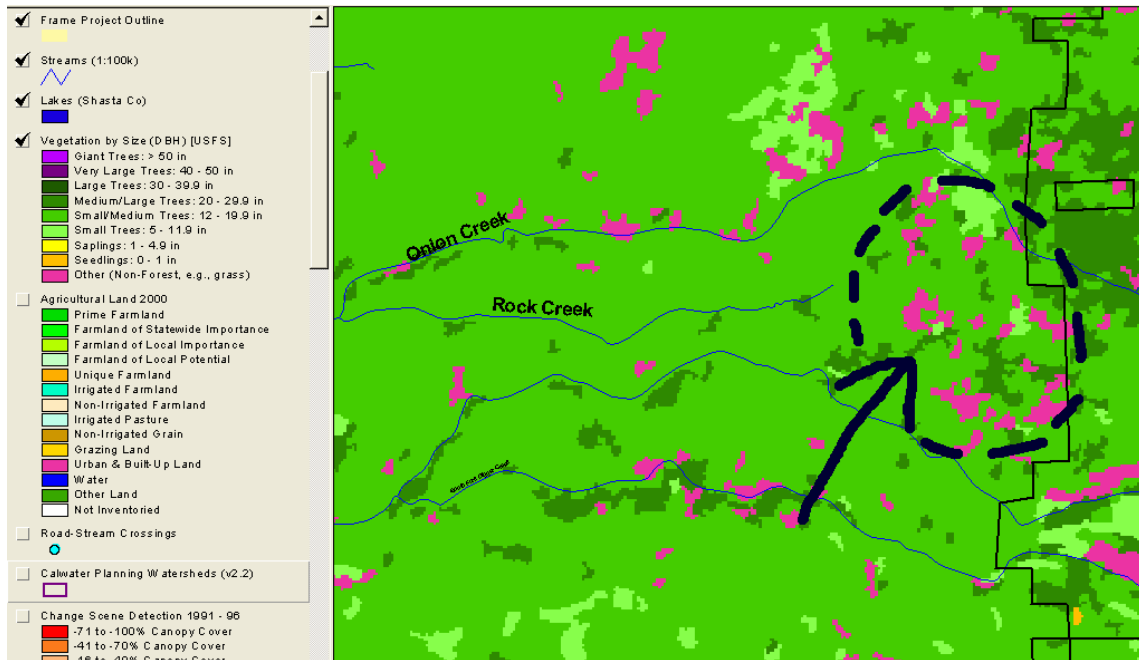 Frame Project Outline
Streams (1:100k)
Lakes (Shasta Co)
Vegetation by Size (DBH) [USFS]
Giant Trees: > 50 in
Very Large Trees: 40 - 50 in
Large Trees: 30 - 39.9 in
Medium/Large Trees: 20 - 29.9 in
Small/Medium Trees: 12 - 19.9 in
Small Trees: 5 - 11.9 in
Saplings: 1 - 4.9 in
Seedlings: 0 - 1 in
Other (Non-Forest, e.g., grass)
Agricultural Land 2000
Prime Farmland
Farmland of Statewide Importance
Farmland of Local Importance
Farmland of Local Potential
Unique Farmland
Irrigated Farmland
Non-Irrigated Farmland
Irrigated Pasture
Non-Irrigated Grain
Grazing Land
Urban & Built-Up Land
Water
Other Land
Not Inventoried
Road-Stream Crossings
Calwater Planning Watersheds (v2.2)
Change Scene Detection 1991 - 96
-71 to -100% Canopy Cover
-41 to -70% Canopy Cover
Onion Creek
Rock Creek